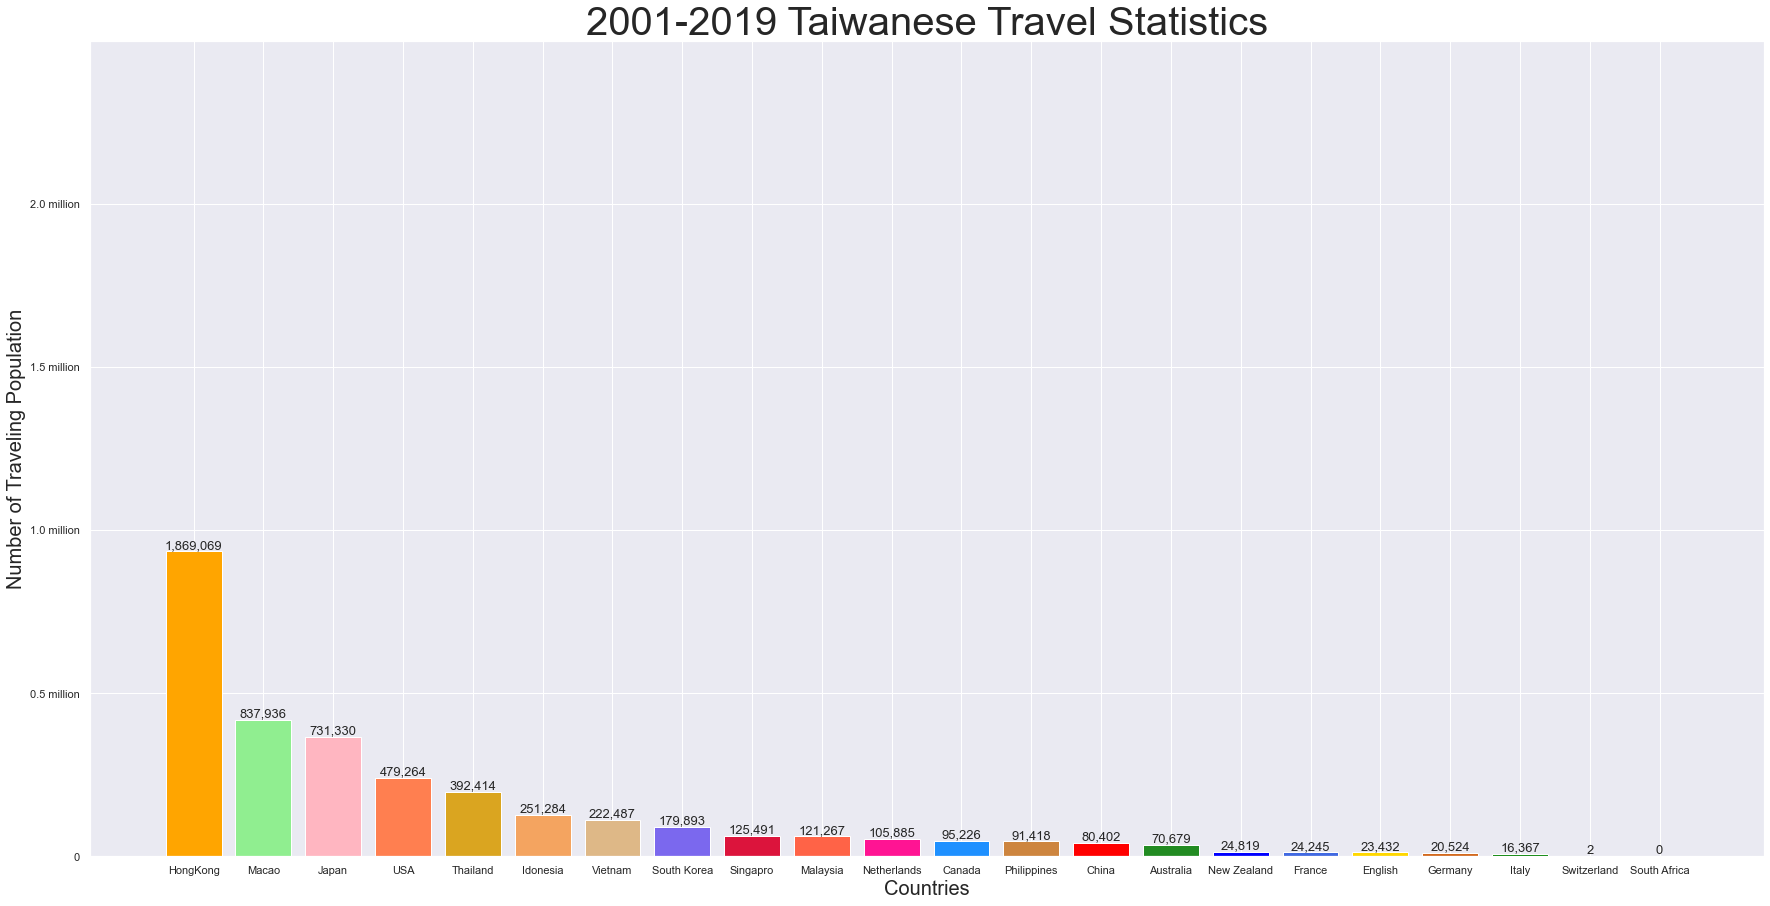 2001-2019 Taiwanese Travel Statistics
Number of Traveling Population
2.0 million
1.5 million
1.0 million
0.5 million
0
1,869,069
837,936
731,330
479,264
392,414
251,284
222,487
179,893
125,491
121,267
105,885
95,226
91,418
80,402
70,679
24,819
24,245
23,432
20,524
16,367
2
0
HongKong
Macao
Japan
USA
Thailand
Idonesia
Vietnam
South Korea
Singapro
Malaysia
Netherlands
Canada
Philippines
China
Australia
New Zealand
France
English
Germany
Italy
Switzerland
South Africa
Countries